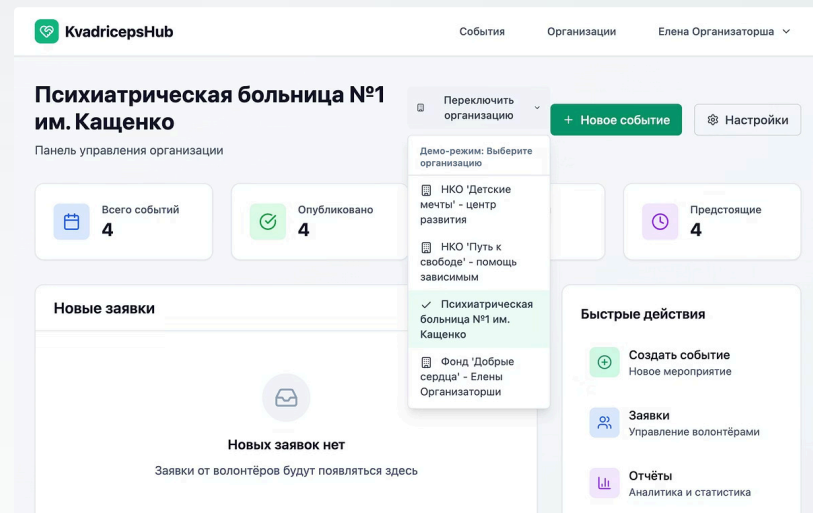 KvadricepsHub
События
Организации
Елена Организаторша
Психиатрическая больница №1
им. Кащенко
Панель управления организации
Переключить
организацию
+ Новое событие
Настройки
Демо-режим: Выберите
организацию
НКО 'Детские
мечты' - центр
развития
НКО 'Путь к
свободе' - помощь
зависимым
Психиатрическая
больница №1 им.
Кащенко
Фонд 'Добрые
сердца' - Елены
Организаторши
Всего событий
4
Опубликовано
4
Предстоящие
4
Новые заявки
Новых заявок нет
Заявки от волонтёров будут появляться здесь
Быстрые действия
Создать событие
Новое мероприятие
Заявки
Управление волонтёрами
Отчёты
Аналитика и статистика